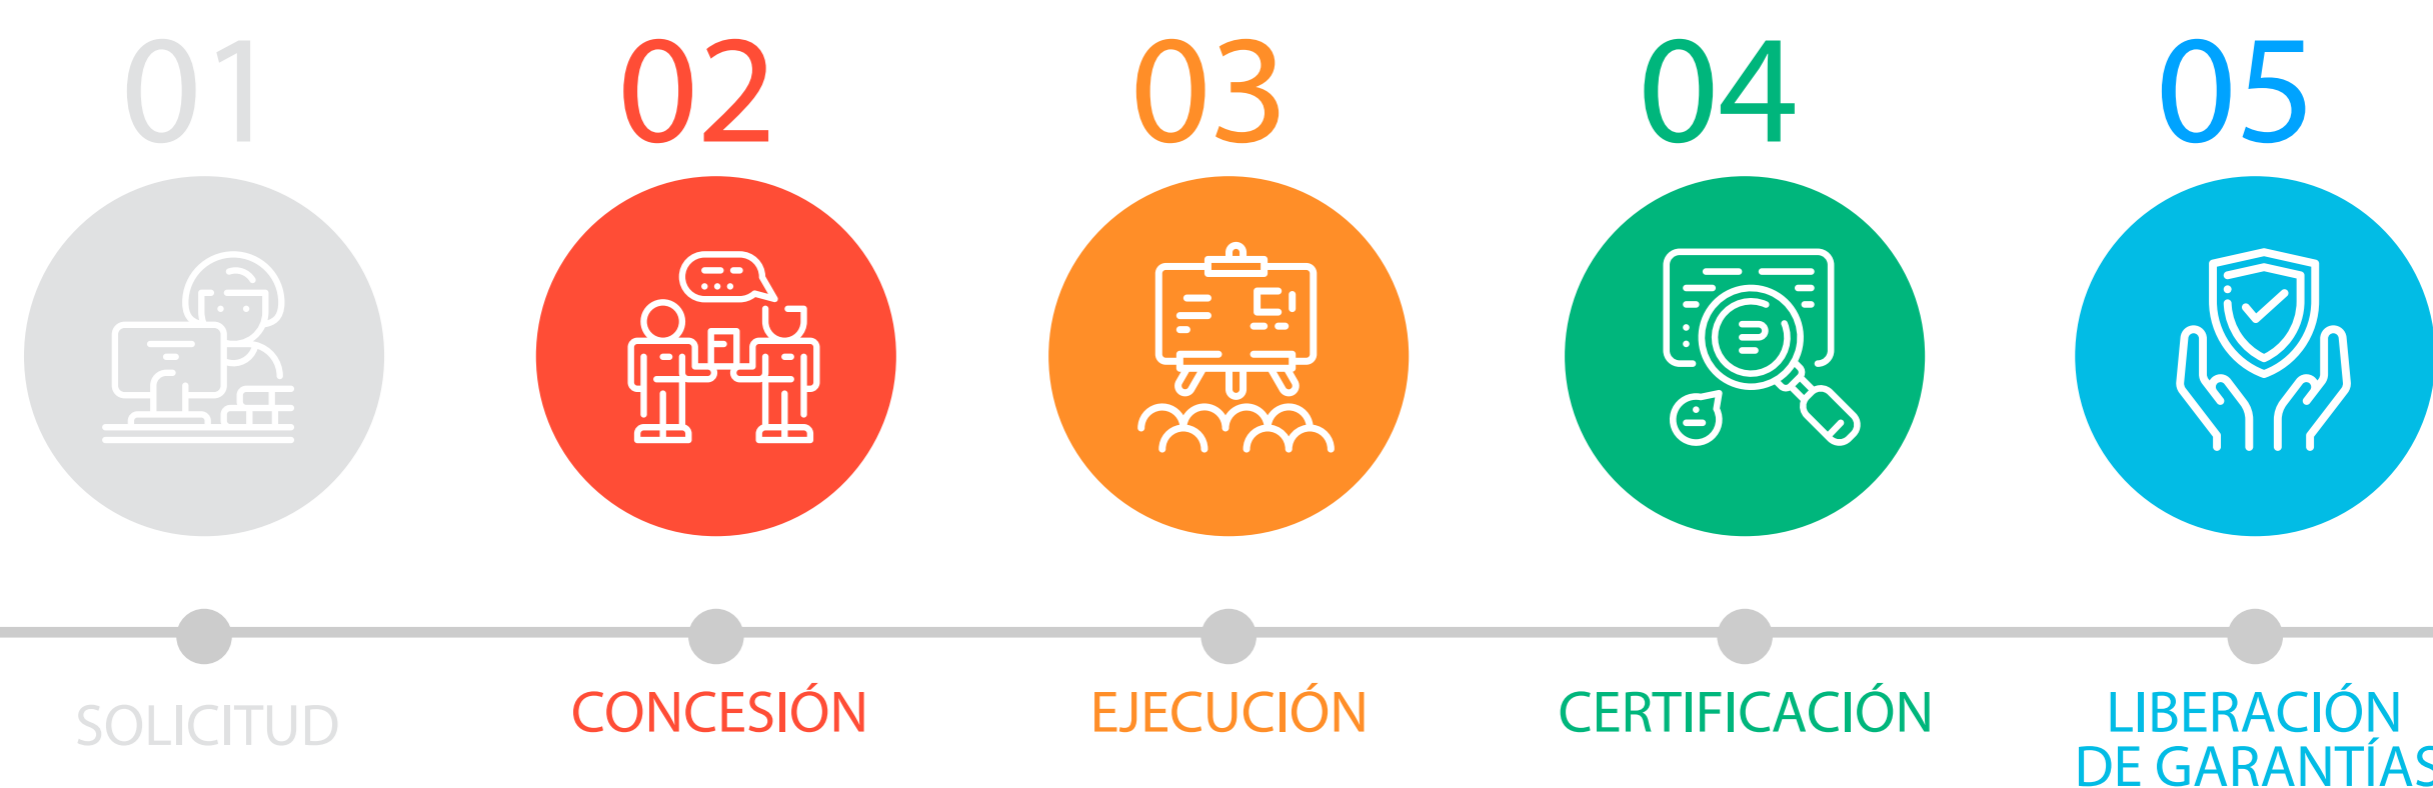 01
02
03
04
05
SOLICITUD
CONCESIÓN
EJECUCIÓN
CERTIFICACIÓN
LIBERACIÓN
DE GARANTÍAS